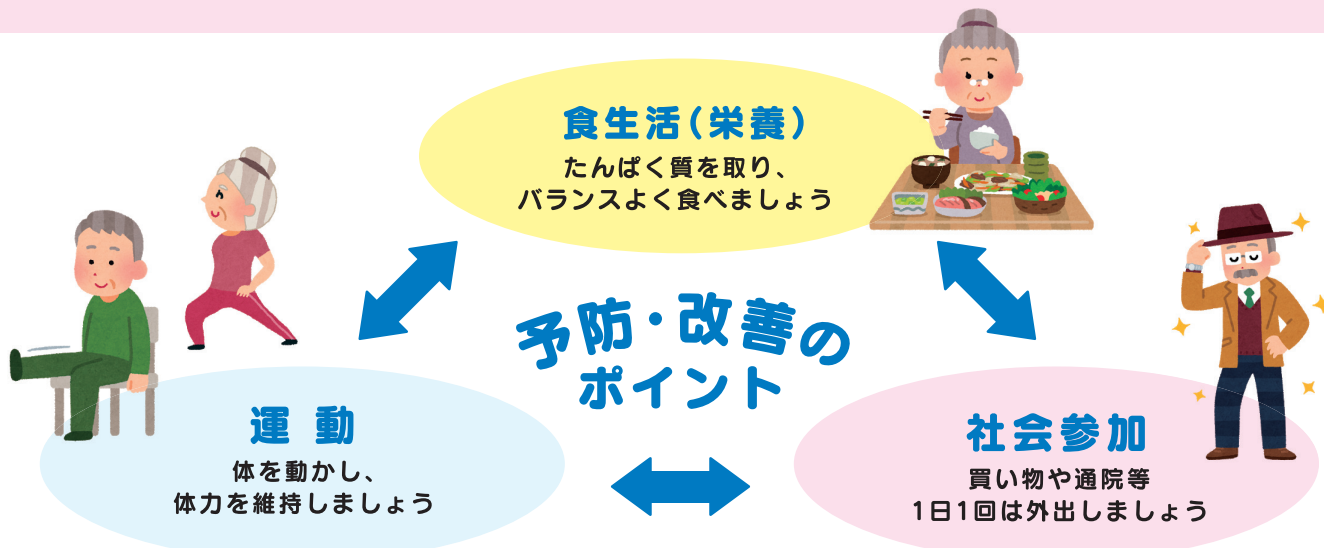 食生活(栄養)
たんぱく質を取り、
バランスよく食べましょう
予防・改善の
ポイント
運 動
体を動かし、
体力を維持しましょう
社会参加
買い物や通院等
1日1回は外出しましょう